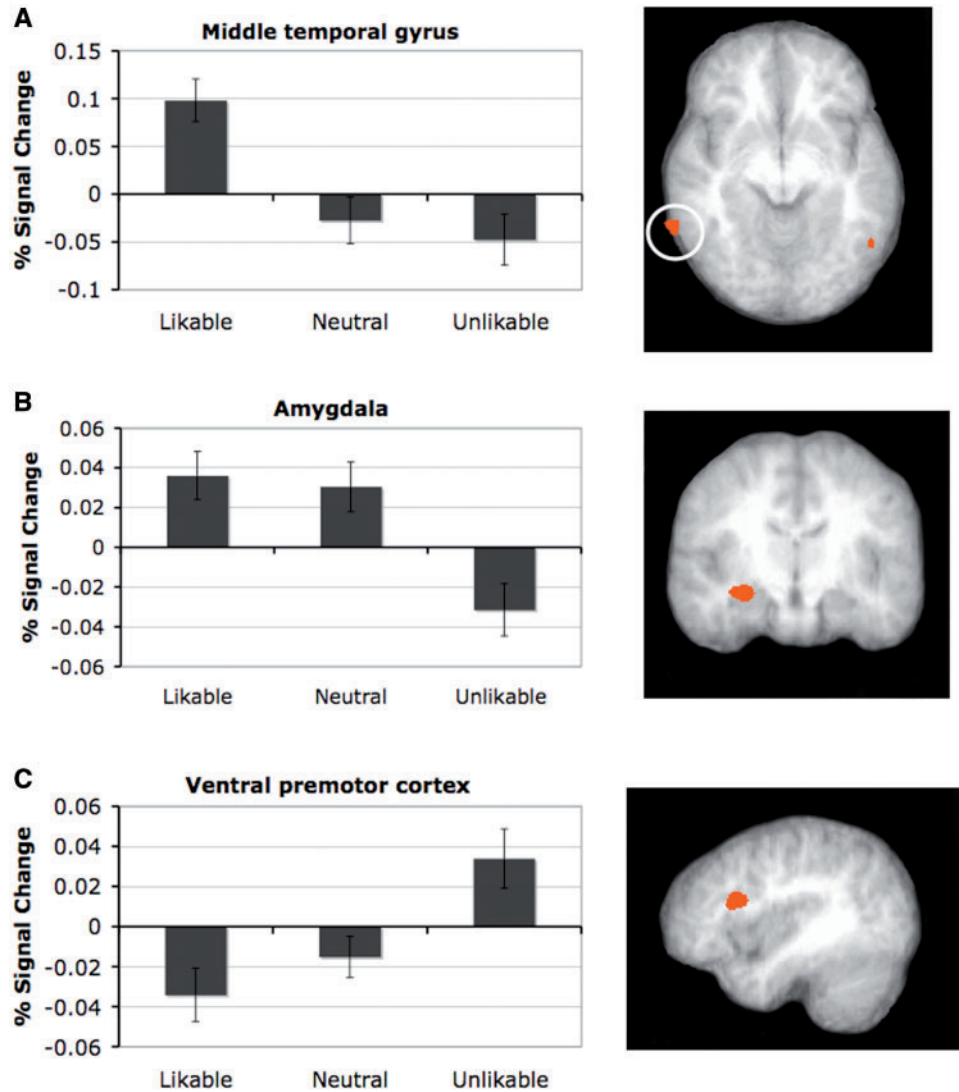 A
Middle temporal gyrus
% Signal Change
0.15
0.1
0.05
0
-0.05
-0.1
Likable Neutral Unlikable
B
Amygdala
% Signal Change
0.06
0.04
0.02
0
-0.02
-0.04
-0.06
Likable Neutral Unlikable
C
Ventral premotor cortex
% Signal Change
0.06
0.04
0.02
0
-0.02
-0.04
-0.06
Likable Neutral Unlikable